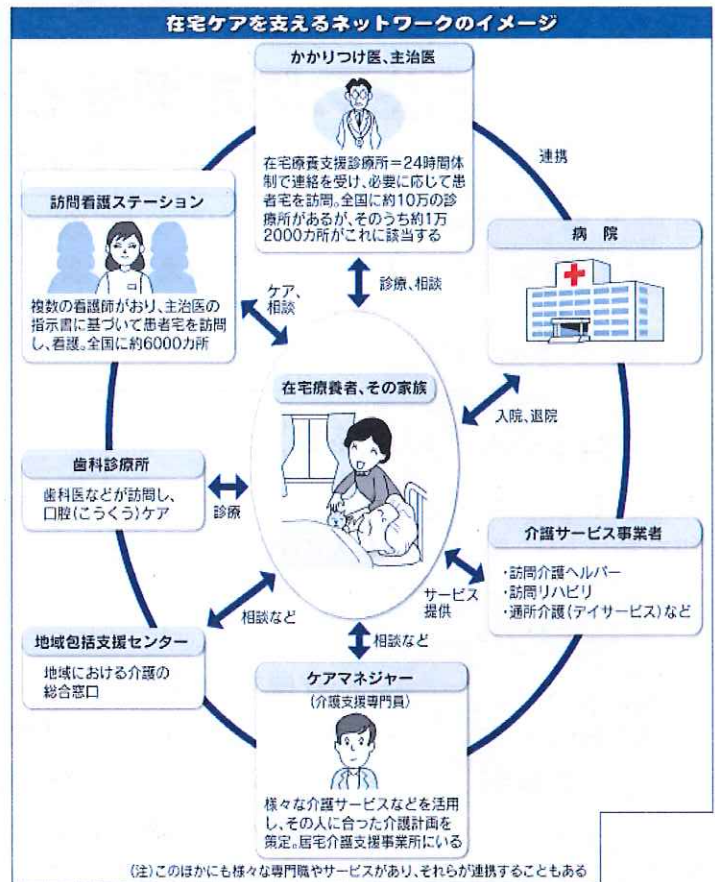 在宅ケアを支えるネットワークのイメージ
かかりつけ医、主治医
在宅療養支援診療所＝24時間体
制で連絡を受け、必要に応じて患
者宅を訪問。全国に約10万の診
療所があるが、そのうち約1万
2000カ所がこれに該当する
連携
訪問看護ステーション
複数の看護師がおり、主治医の
指示書に基づいて患者宅を訪問
し、看護。全国に約6000カ所
病　院
ケア、
相談
診療、相談
在宅療養者、その家族
入院、退院
歯科診療所
歯科医などが訪問し、
口腔(こうくう)ケア
診療
介護サービス事業者
・訪問介護ヘルパー
・訪問リハビリ
・通所介護(デイサービス)など
サービス
提供
相談など
地域包括支援センター
地域における介護の
総合窓口
相談など
ケアマネジャー
(介護支援専門員)
様々な介護サービスなどを活用
し、その人に合った介護計画を
策定。居宅介護支援事業所にいる
(注)このほかにも様々な専門職やサービスがあり、それらが連携することもある